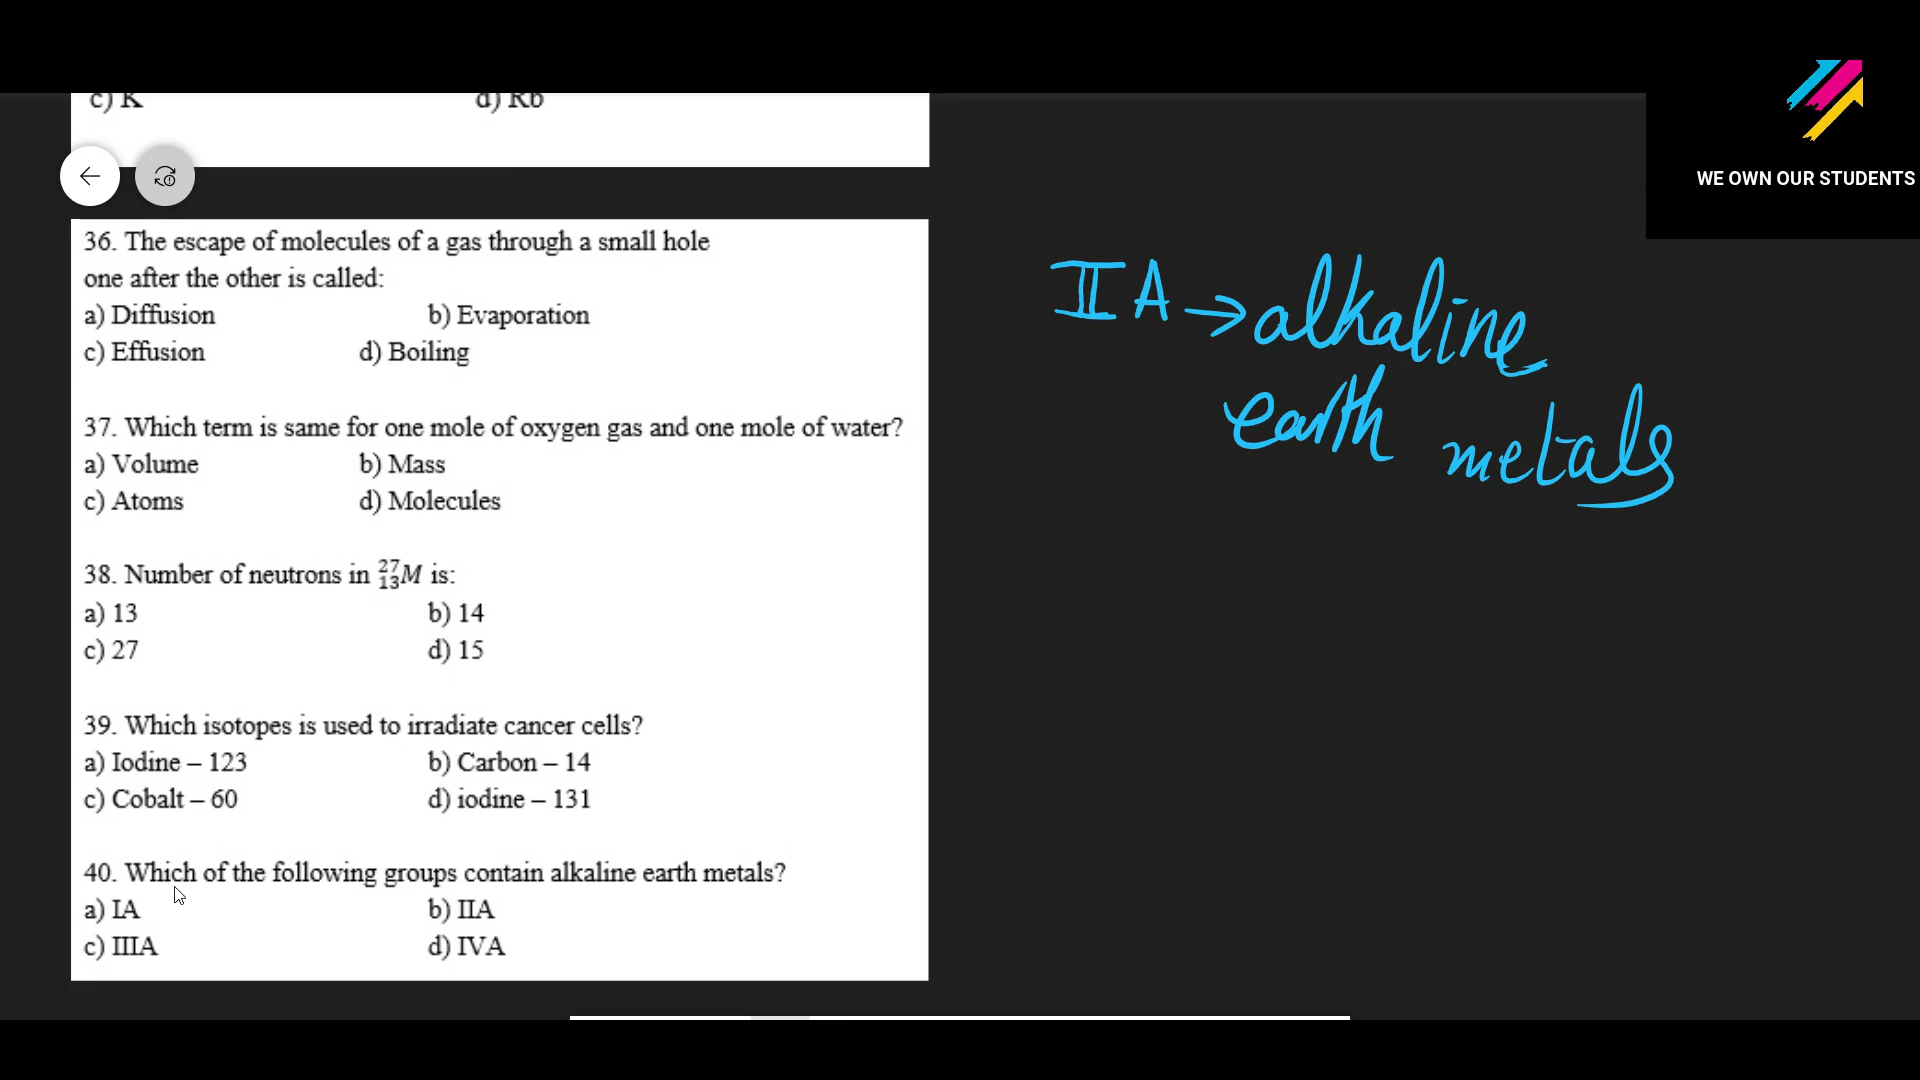 c) K d) Rb
WE OWN OUR STUDENTS
36. The escape of molecules of a gas through a small hole
one after the other is called:
a) Diffusion b) Evaporation
c) Effusion d) Boiling
37. Which term is same for one mole of oxygen gas and one mole of water?
a) Volume b) Mass
c) Atoms d) Molecules
38. Number of neutrons in ²⁷₁₃M is:
a) 13 b) 14
c) 27 d) 15
39. Which isotopes is used to irradiate cancer cells?
a) Iodine – 123 b) Carbon – 14
c) Cobalt – 60 d) iodine – 131
40. Which of the following groups contain alkaline earth metals?
a) IA b) IIA
c) IIIA d) IVA
II A → alkaline
earth metals